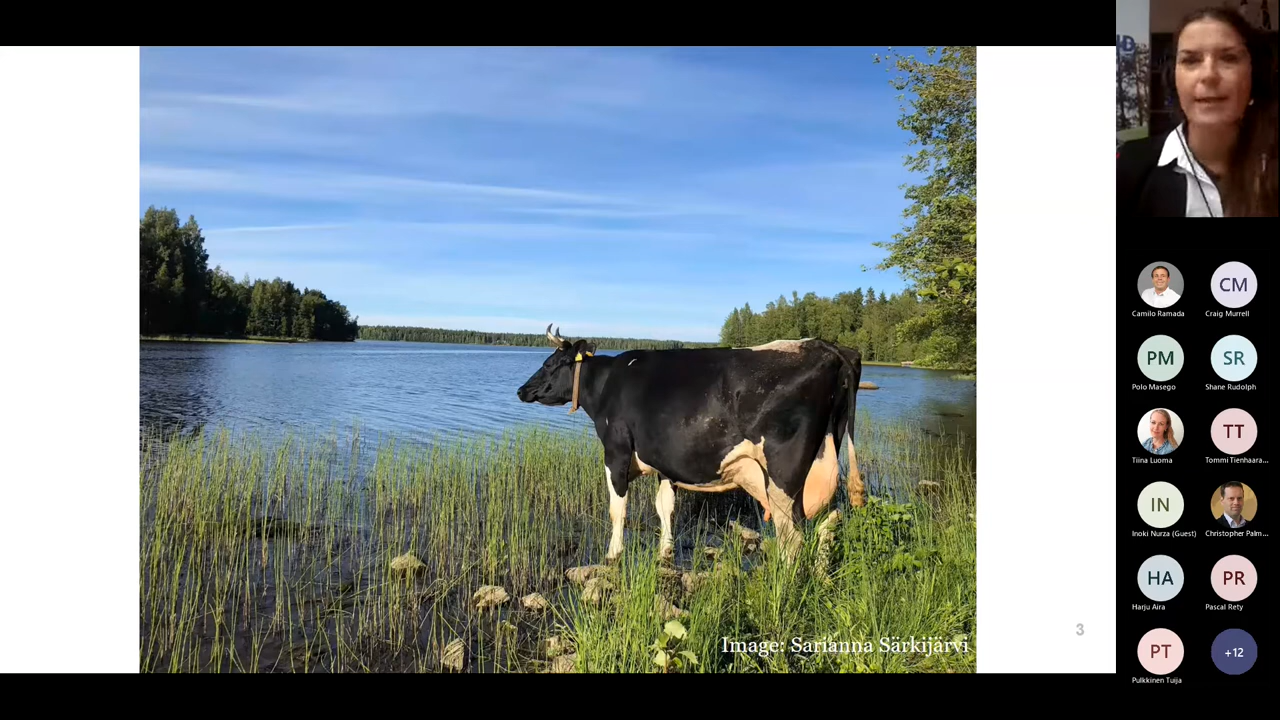 Image: Sarianna Särkijärvi
3
CM
Camilo Ramada
Craig Murrell
PM
SR
Polo Masego
Shane Rudolph
TT
Tiina Luoma
Tommi Tienhaara...
IN
Inoki Nurza (Guest)
Christopher Palm...
HA
PR
Harju Aira
Pascal Rety
PT
+12
Pulkkinen Tuija